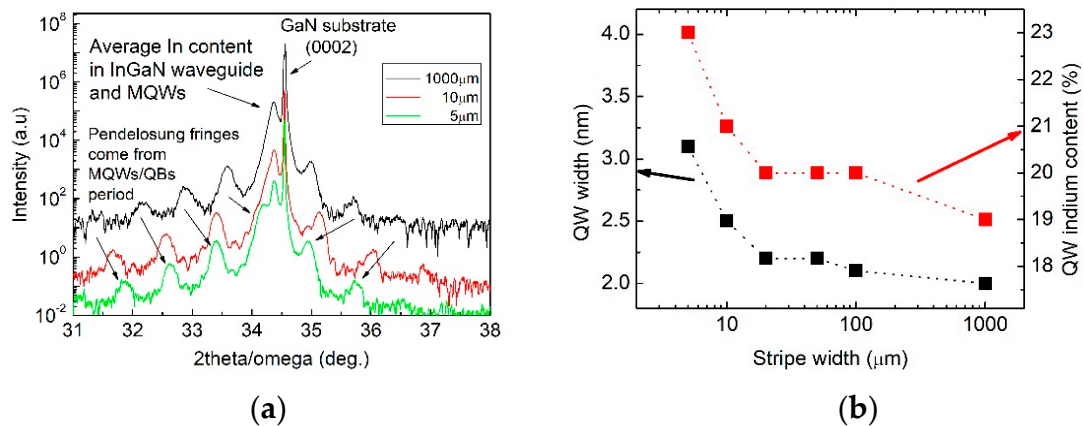 10^8
10^6
10^4
10^2
10^0
10^-2
Intensity (a.u)
GaN substrate
(0002)
Average In content
in InGaN waveguide
and MQWs
1000μm
10μm
5μm
Pendelosung fringes
come from
MQWs/QBs
period
31 32 33 34 35 36 37 38
2theta/omega (deg.)
(a)
4.0
3.5
3.0
2.5
2.0
QW width (nm)
23
22
21
20
19
18
QW indium content (%)
10 100 1000
Stripe width (μm)
(b)